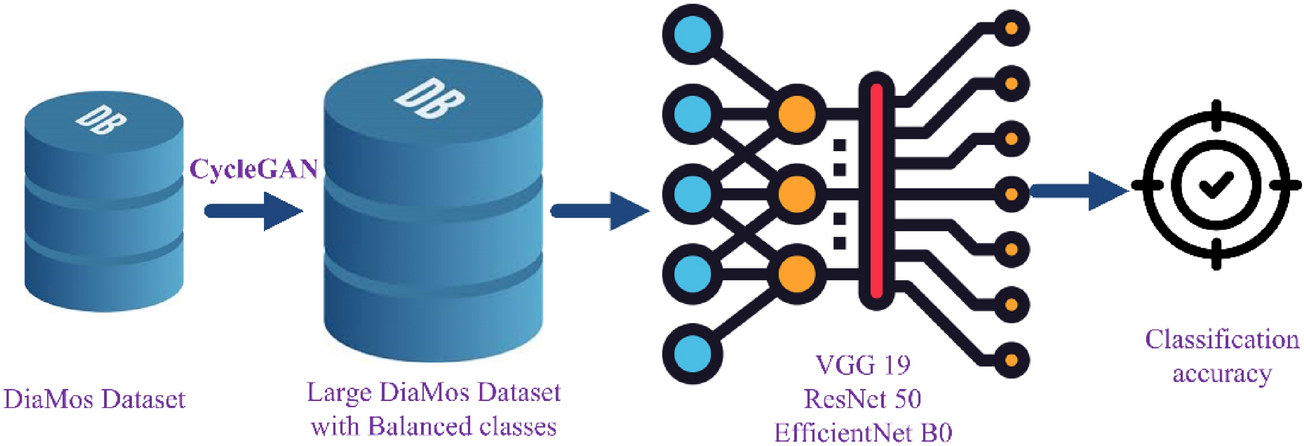 DB
DiaMos Dataset
CycleGAN
DB
Large DiaMos Dataset
with Balanced classes
VGG 19
ResNet 50
EfficientNet B0
Classification
accuracy